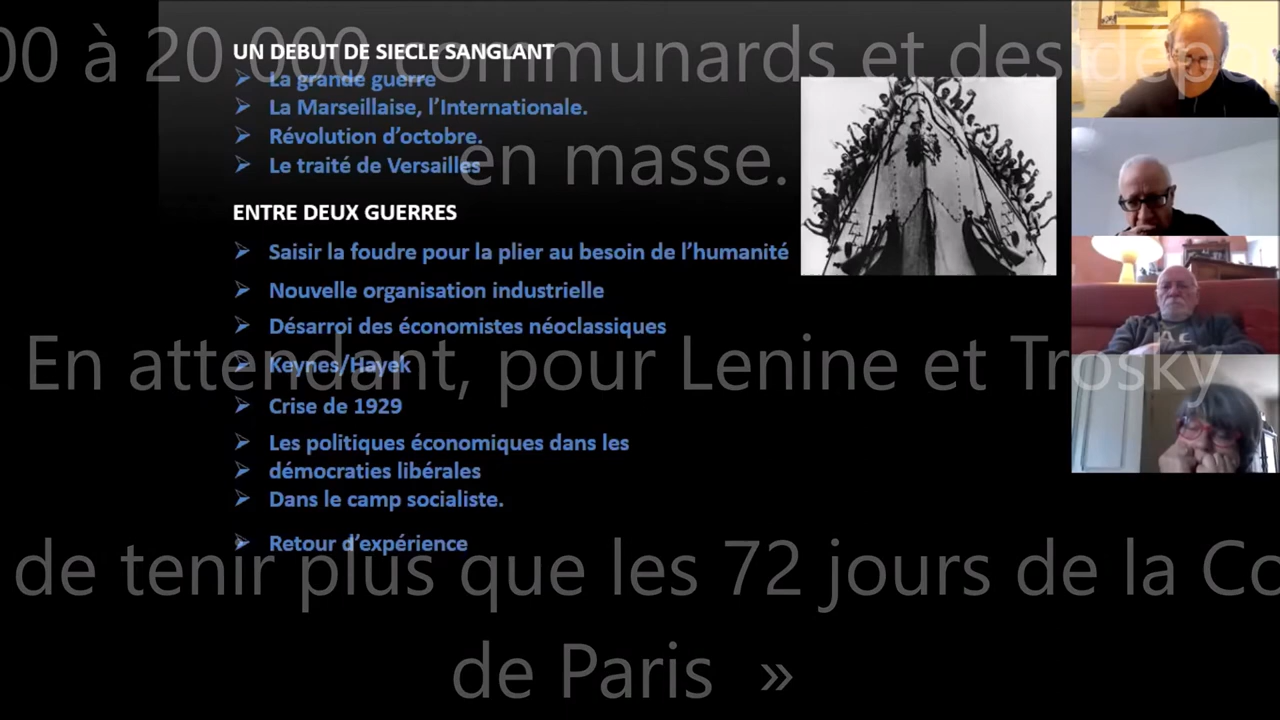 UN DEBUT DE SIECLE SANGLANT
00 à 20 000 communards et des
La grande guerre
La Marseillaise, l’Internationale.
Révolution d’octobre.
Le traité de Versailles
en masse.
ENTRE DEUX GUERRES
Saisir la foudre pour la plier au besoin de l’humanité
Nouvelle organisation industrielle
Désarroi des économistes néoclassiques
En attendant, pour Lenine et Trosky
Keynes/Hayek
Crise de 1929
Les politiques économiques dans les
démocraties libérales
Dans le camp socialiste.
Retour d’expérience
de tenir plus que les 72 jours de la Co
de Paris »